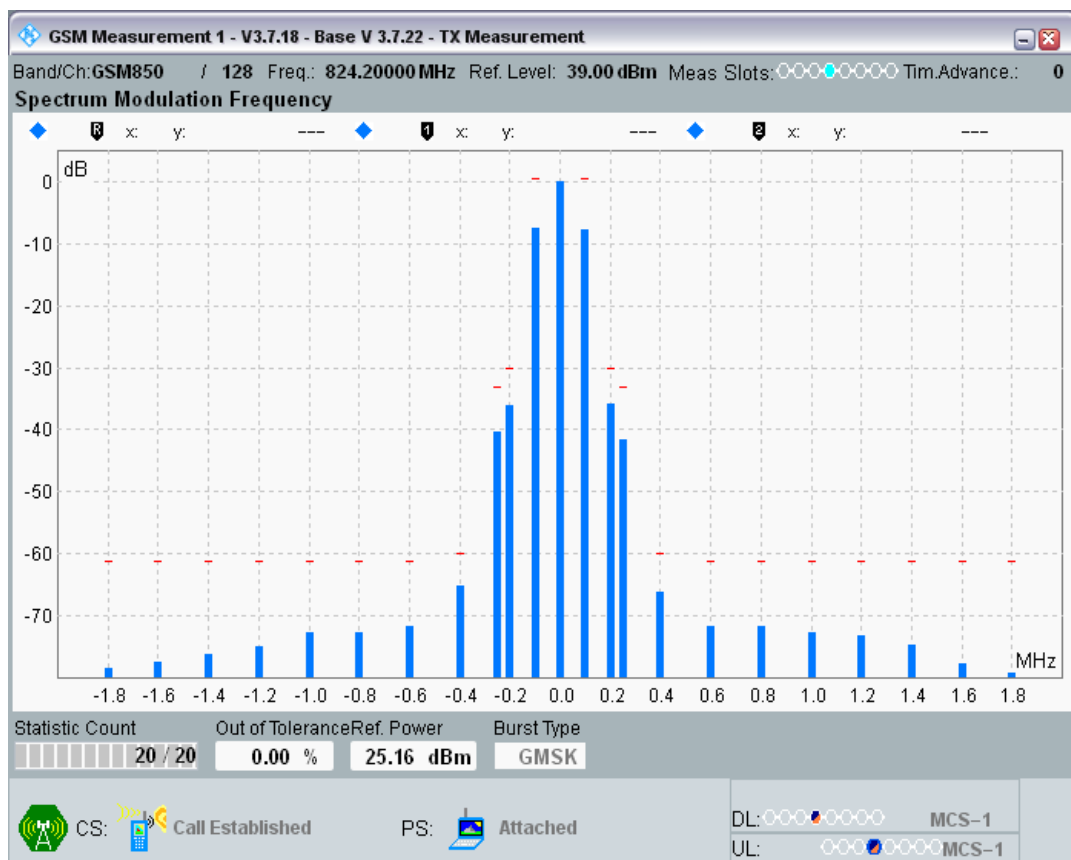 GSM Measurement 1 - V3.7.18 - Base V 3.7.22 - TX Measurement
Band/Ch:GSM850 / 128 Freq.: 824.20000 MHz Ref. Level: 39.00 dBm Meas Slots: Tim.Advance.: 0
Spectrum Modulation Frequency
R x: y: --- 1 x: y: --- 2 x: y: ---
dB
0
-10
-20
-30
-40
-50
-60
-70
MHz
-1.8 -1.6 -1.4 -1.2 -1.0 -0.8 -0.6 -0.4 -0.2 0.0 0.2 0.4 0.6 0.8 1.0 1.2 1.4 1.6 1.8
Statistic Count Out of Tolerance Ref. Power Burst Type
20 / 20 0.00 % 25.16 dBm GMSK
CS: Call Established PS: Attached DL: MCS-1
UL: MCS-1